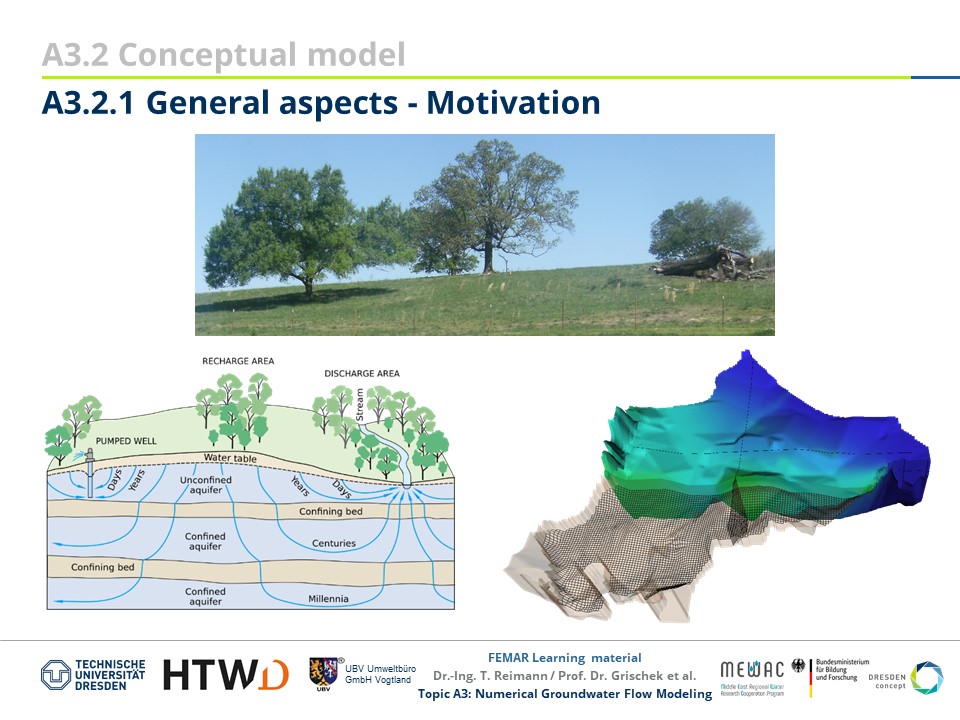 A3.2 Conceptual model
A3.2.1 General aspects - Motivation
RECHARGE AREA
DISCHARGE AREA
Stream
PUMPED WELL
Water table
Days
Years
Unconfined
aquifer
Years
Days
Confining bed
Confined
aquifer
Centuries
Confining bed
Confined
aquifer
Millennia
TECHNISCHE
UNIVERSITÄT
DRESDEN
HTWD
UBV
®
UBV Umweltbüro
GmbH Vogtland
FEMAR Learning material
Dr.-Ing. T. Reimann / Prof. Dr. Grischek et al.
Topic A3: Numerical Groundwater Flow Modeling
MEWAC
Middle East Regional Water
Research Cooperation Program
Bundesministerium
für Bildung
und Forschung
DRESDEN
concept